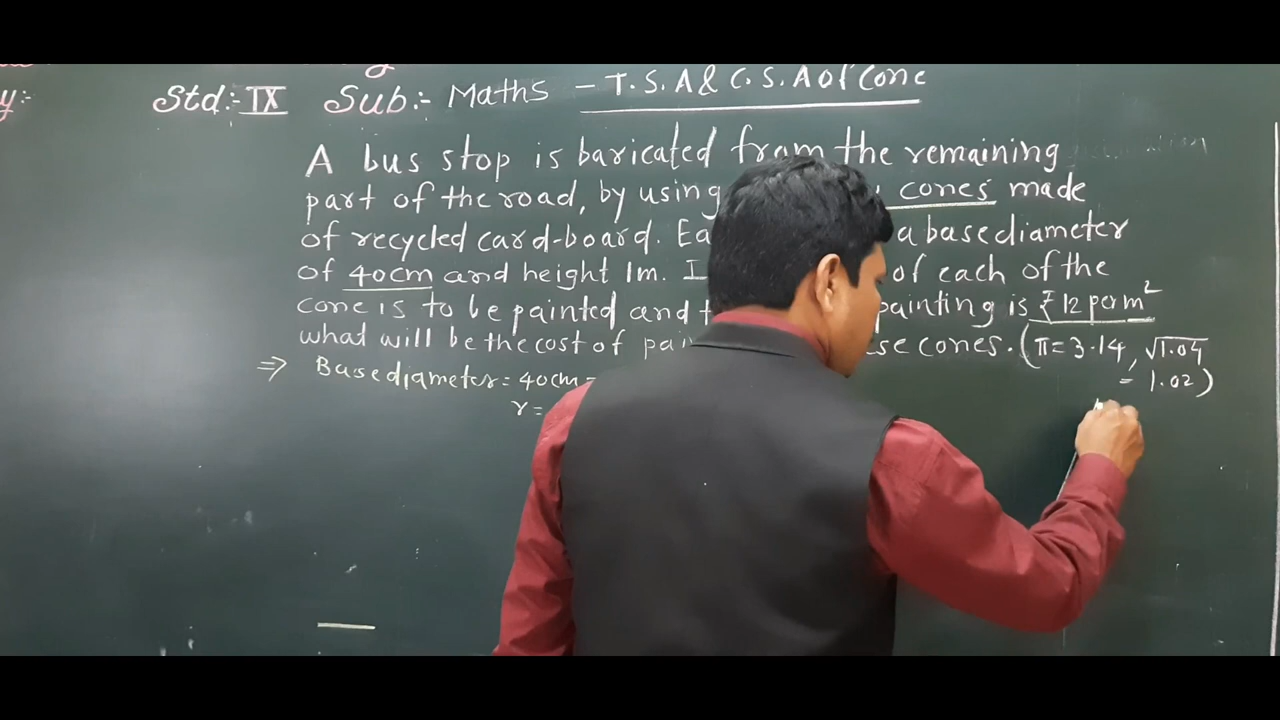 y:-
Std:- IX Sub:- Maths - T.S.A & C.S.A of Cone
A bus stop is baricated from the remaining
part of the road, by using cones made
of recycled card-board. Ea a base diameter
of 40cm and height 1m. I of each of the
cone is to be painted and t painting is ₹12 per m²
what will be the cost of pai se cones. (π = 3.14, √1.04
= 1.02)
⇒ Base diameter = 40cm =
r =